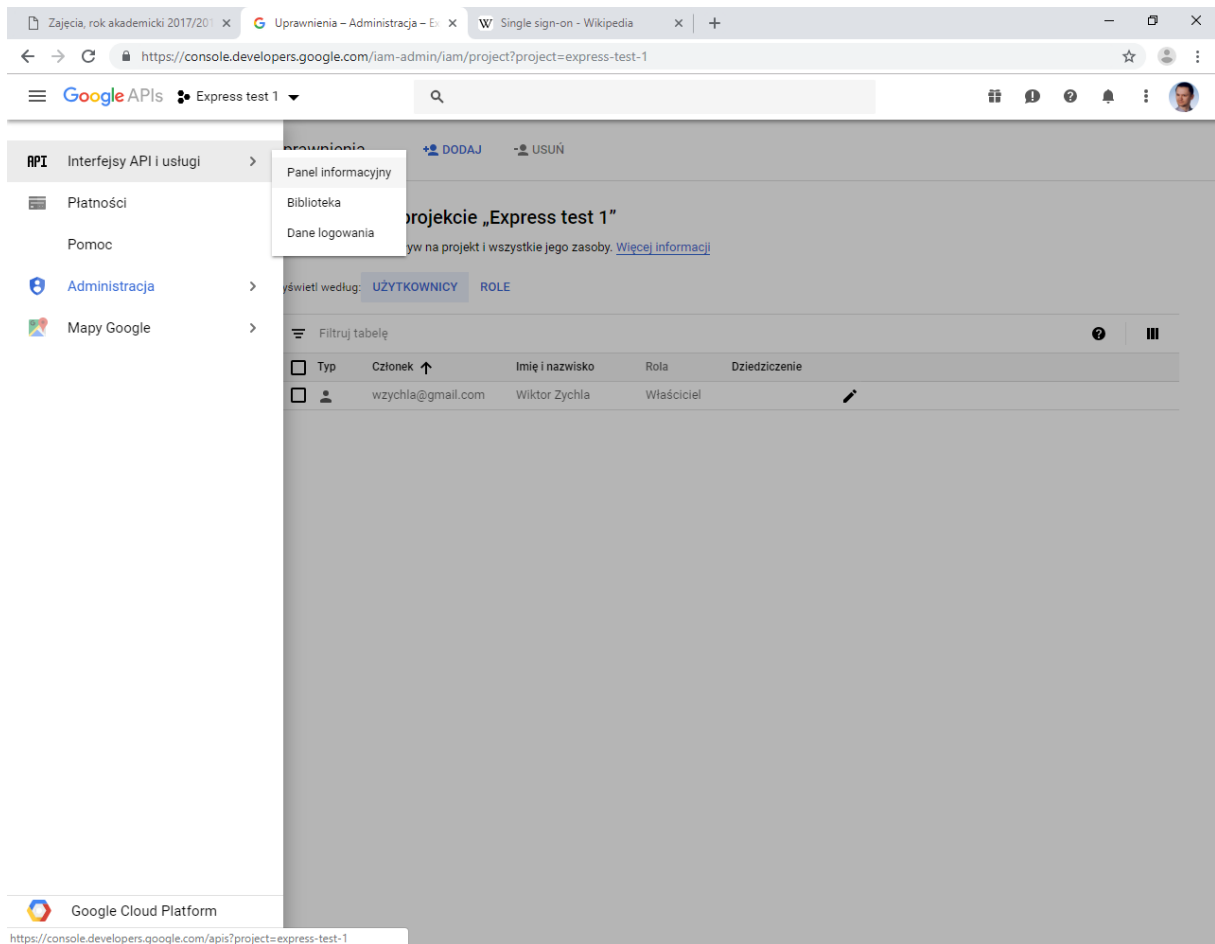 Zajęcia, rok akademicki 2017/201
Uprawnienia – Administracja – Ex
W Single sign-on - Wikipedia
https://console.developers.google.com/iam-admin/iam/project?project=express-test-1
Google APIs Express test 1
API Interfejsy API i usługi
Płatności
Pomoc
Administracja
Mapy Google
Panel informacyjny
Biblioteka
Dane logowania
DODAJ USUŃ
projekcie „Express test 1”
yw na projekt i wszystkie jego zasoby. Więcej informacji
yświetl według: UŻYTKOWNICY ROLE
Filtruj tabelę
Typ Członek Imię i nazwisko Rola Dziedziczenie
wzychla@gmail.com Wiktor Zychla Właściciel
Google Cloud Platform
https://console.developers.google.com/apis?project=express-test-1